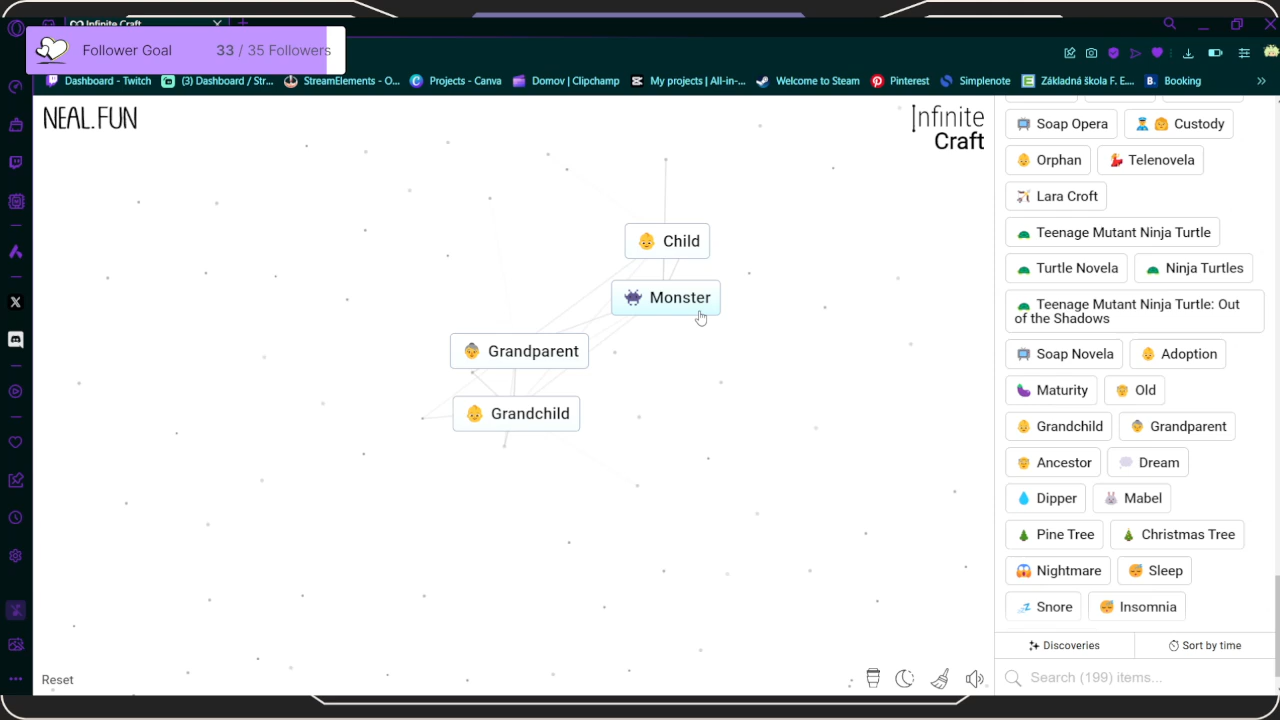 Infinite Craft
Follower Goal 33 / 35 Followers
Dashboard - Twitch
(3) Dashboard / Str...
StreamElements - O...
Projects - Canva
Domov | Clipchamp
My projects | All-in-...
Welcome to Steam
Pinterest
Simplenote
Základná škola F. E...
B. Booking
NEAL.FUN
Infinite
Craft
Child
Monster
Grandparent
Grandchild
Soap Opera
Custody
Orphan
Telenovela
Lara Croft
Teenage Mutant Ninja Turtle
Turtle Novela
Ninja Turtles
Teenage Mutant Ninja Turtle: Out
of the Shadows
Soap Novela
Adoption
Maturity
Old
Grandchild
Grandparent
Ancestor
Dream
Dipper
Mabel
Pine Tree
Christmas Tree
Nightmare
Sleep
Snore
Insomnia
Discoveries
Sort by time
Search (199) items...
Reset